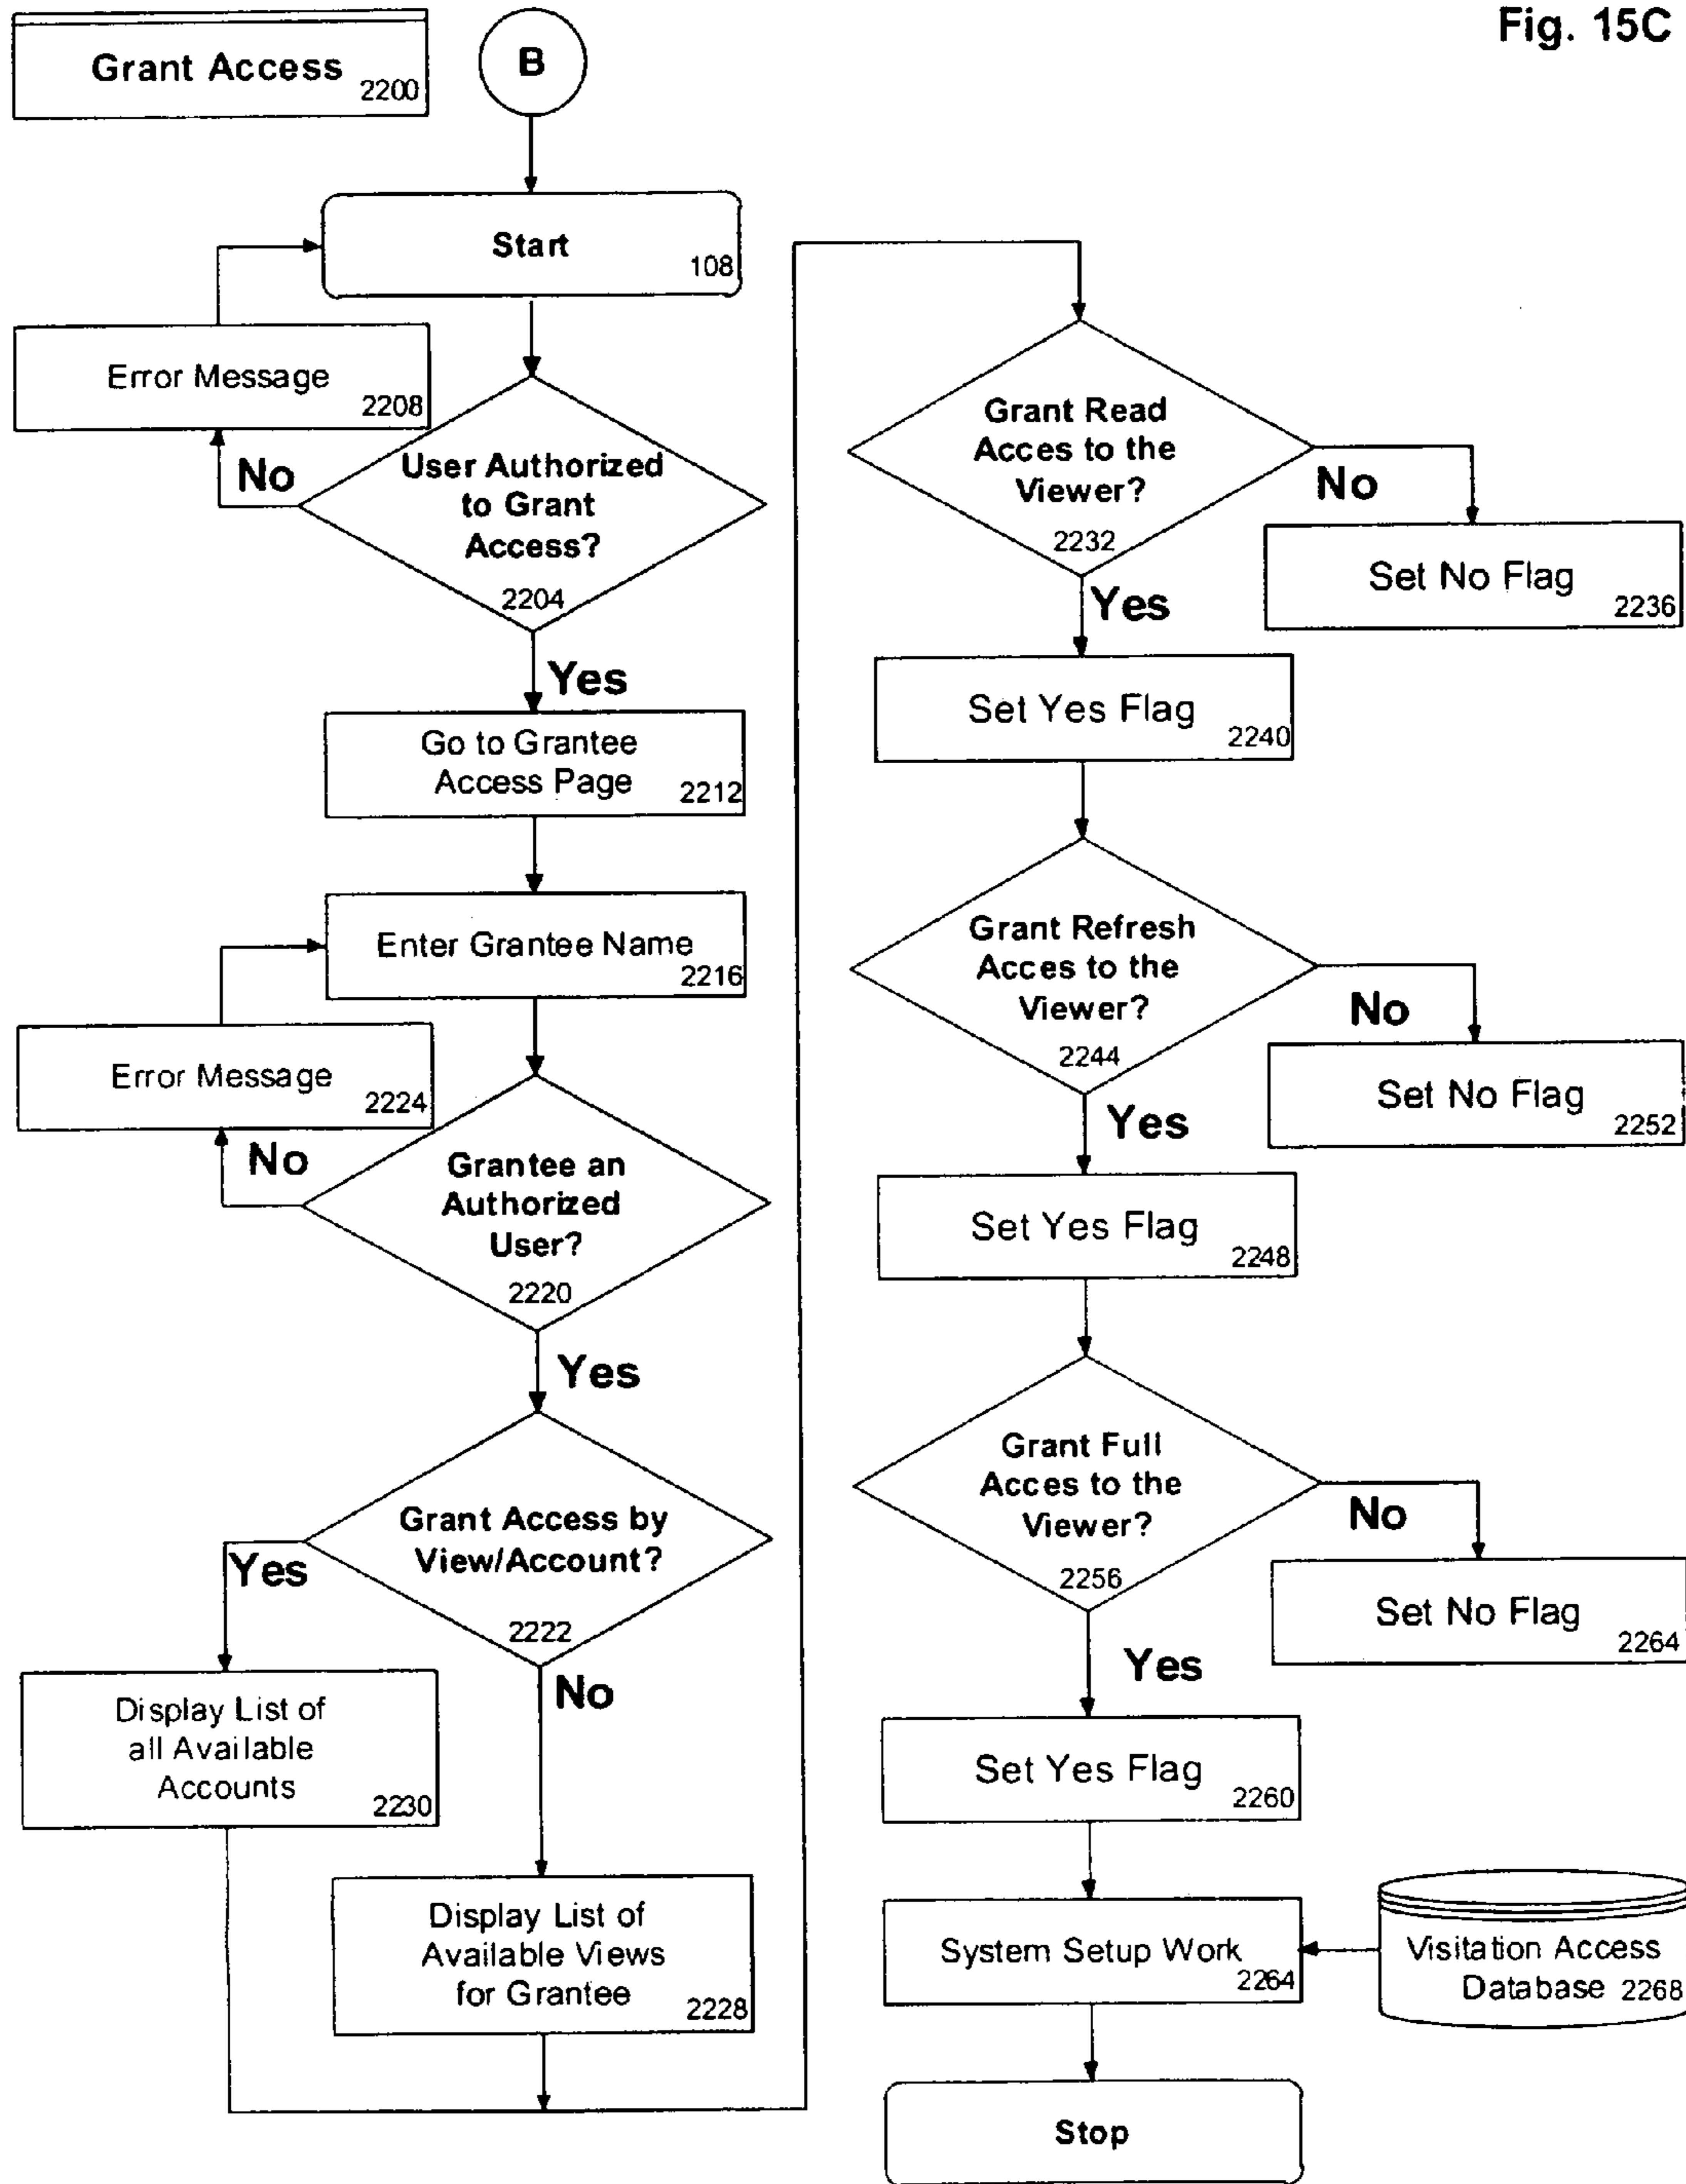 Fig. 15C
Grant Access
2200
B
Start
108
Error Message
2208
No
User Authorized
to Grant
Access?
2204
Yes
Go to Grantee
Access Page
2212
Enter Grantee Name
2216
Error Message
2224
No
Grantee an
Authorized
User?
2220
Yes
Grant Access by
View/Account?
2222
Yes
No
Display List of
all Available
Accounts
2230
Display List of
Available Views
for Grantee
2228
Grant Read
Acces to the
Viewer?
2232
No
Set No Flag
2236
Yes
Set Yes Flag
2240
Grant Refresh
Acces to the
Viewer?
2244
No
Set No Flag
2252
Yes
Set Yes Flag
2248
Grant Full
Acces to the
Viewer?
2256
No
Set No Flag
2264
Yes
Set Yes Flag
2260
System Setup Work
2264
Visitation Access
Database 2268
Stop